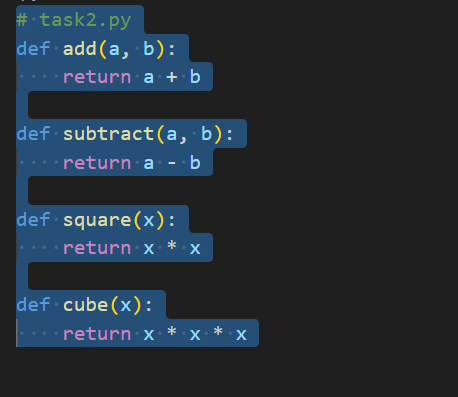 # task2.py
def add(a, b):
    return a + b

def subtract(a, b):
    return a - b

def square(x):
    return x * x

def cube(x):
    return x * x * x